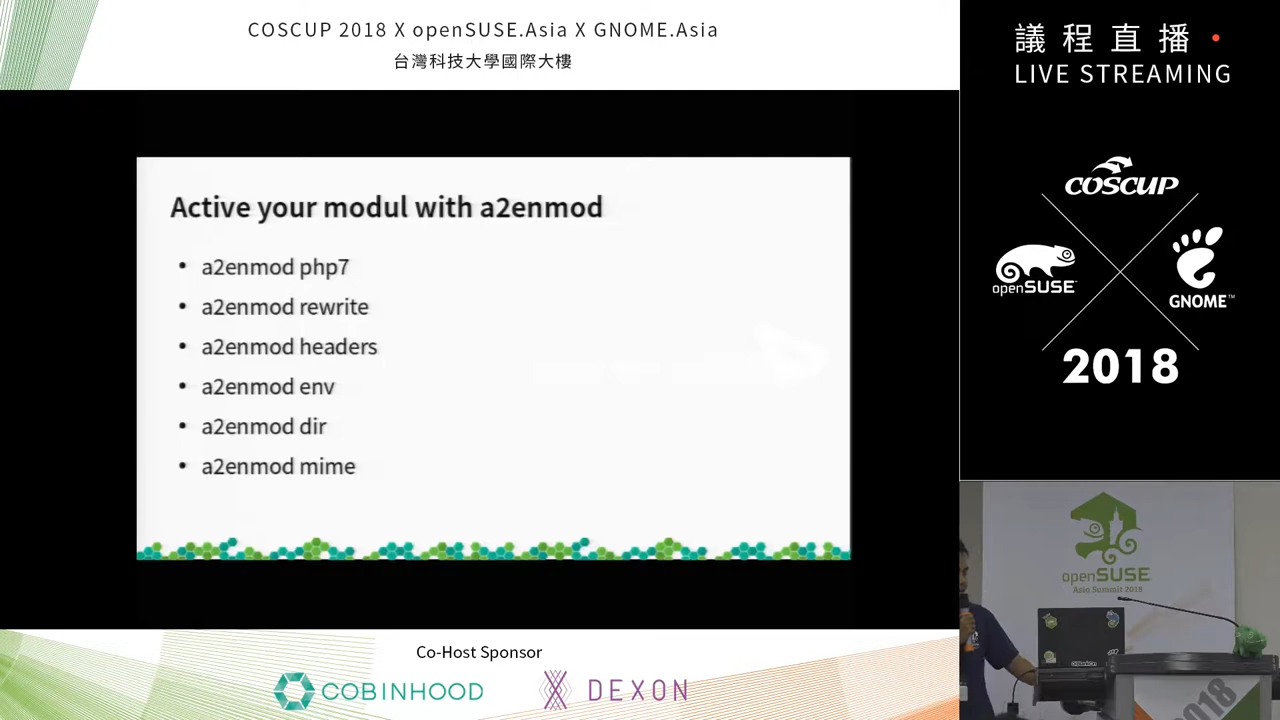 COSCUP 2018 X openSUSE.Asia X GNOME.Asia
台灣科技大學國際大樓
議程直播
LIVE STREAMING
COSCUP
openSUSE
GNOME™
2018
Active your modul with a2enmod
• a2enmod php7
• a2enmod rewrite
• a2enmod headers
• a2enmod env
• a2enmod dir
• a2enmod mime
openSUSE
Asia Summit 2018
2018
Co-Host Sponsor
COBINHOOD
DEXON